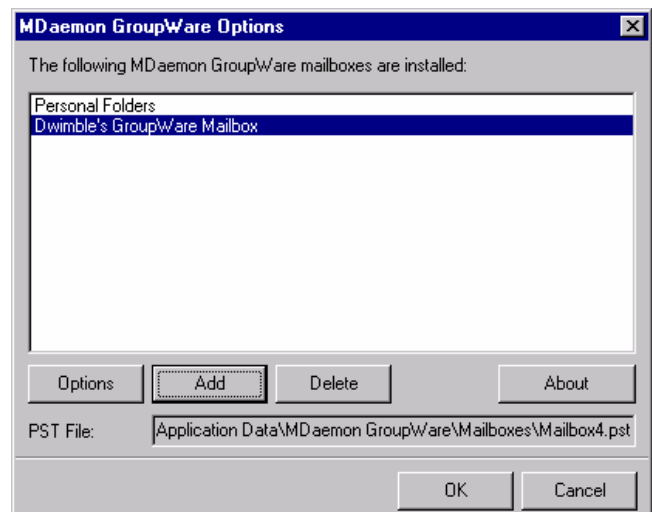 MDaemon GroupWare Options
The following MDaemon GroupWare mailboxes are installed:
Personal Folders
Dwimble's GroupWare Mailbox
Options Add Delete About
PST File: Application Data\MDaemon GroupWare\Mailboxes\Mailbox4.pst
OK Cancel